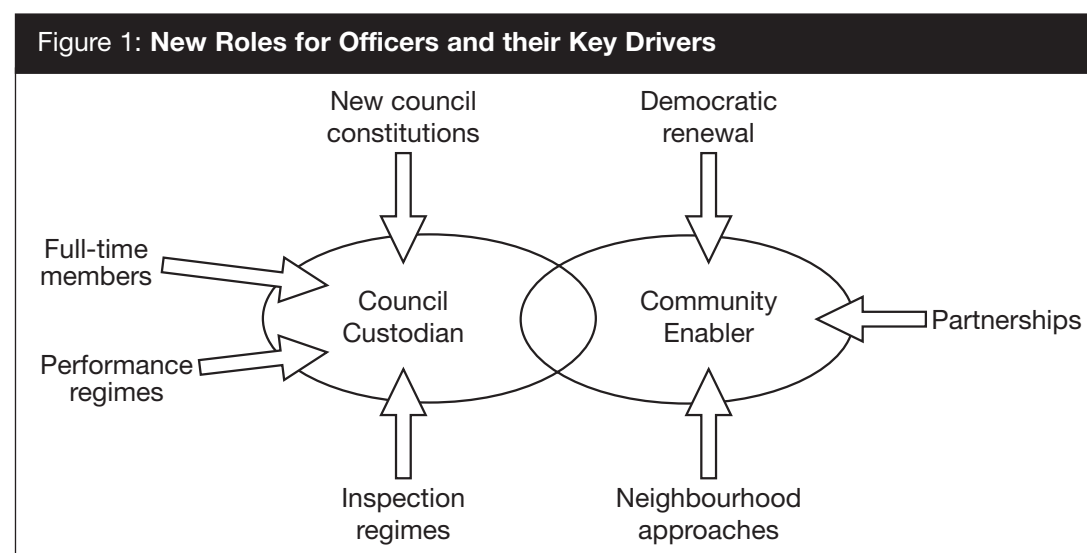 Figure 1: New Roles for Officers and their Key Drivers
New council
constitutions
Democratic
renewal
Full-time
members
Council
Custodian
Community
Enabler
Partnerships
Performance
regimes
Inspection
regimes
Neighbourhood
approaches